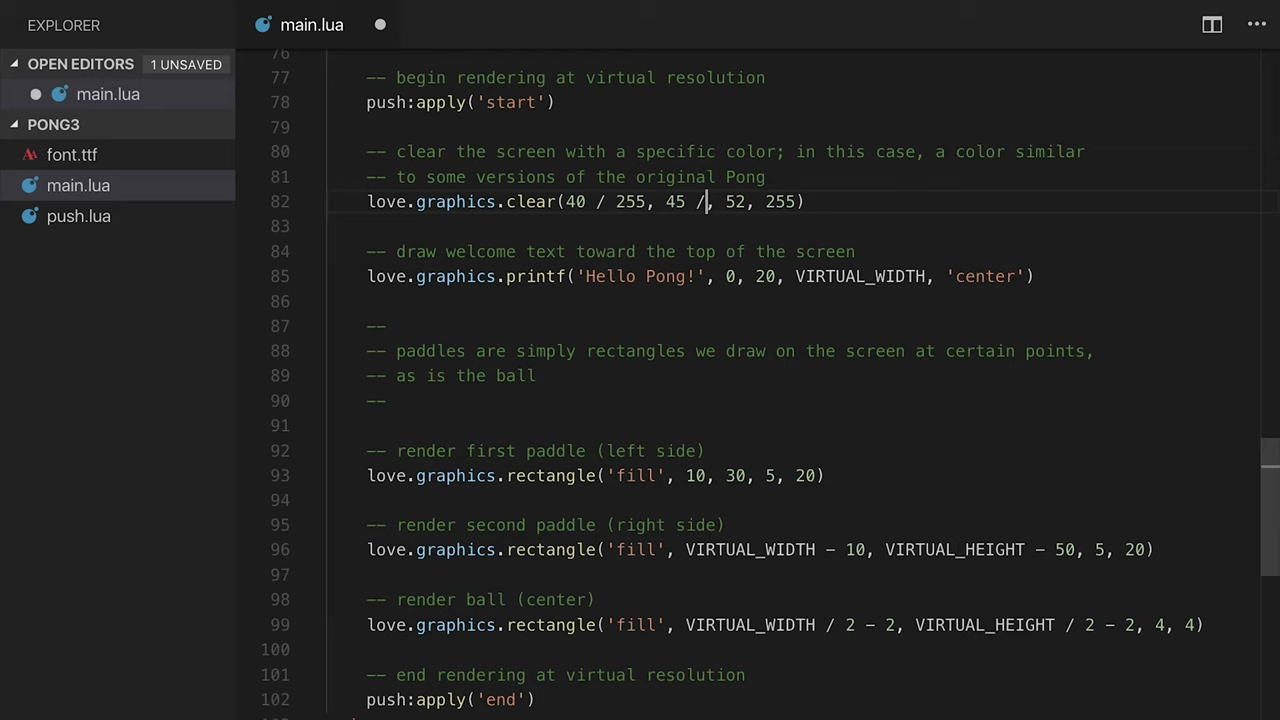 EXPLORER
main.lua
OPEN EDITORS 1 UNSAVED
main.lua
PONG3
font.ttf
main.lua
push.lua
76
77 -- begin rendering at virtual resolution
78 push:apply('start')
79
80 -- clear the screen with a specific color; in this case, a color similar
81 -- to some versions of the original Pong
82 love.graphics.clear(40 / 255, 45 /, 52, 255)
83
84 -- draw welcome text toward the top of the screen
85 love.graphics.printf('Hello Pong!', 0, 20, VIRTUAL_WIDTH, 'center')
86
87 --
88 -- paddles are simply rectangles we draw on the screen at certain points,
89 -- as is the ball
90 --
91
92 -- render first paddle (left side)
93 love.graphics.rectangle('fill', 10, 30, 5, 20)
94
95 -- render second paddle (right side)
96 love.graphics.rectangle('fill', VIRTUAL_WIDTH - 10, VIRTUAL_HEIGHT - 50, 5, 20)
97
98 -- render ball (center)
99 love.graphics.rectangle('fill', VIRTUAL_WIDTH / 2 - 2, VIRTUAL_HEIGHT / 2 - 2, 4, 4)
100
101 -- end rendering at virtual resolution
102 push:apply('end')